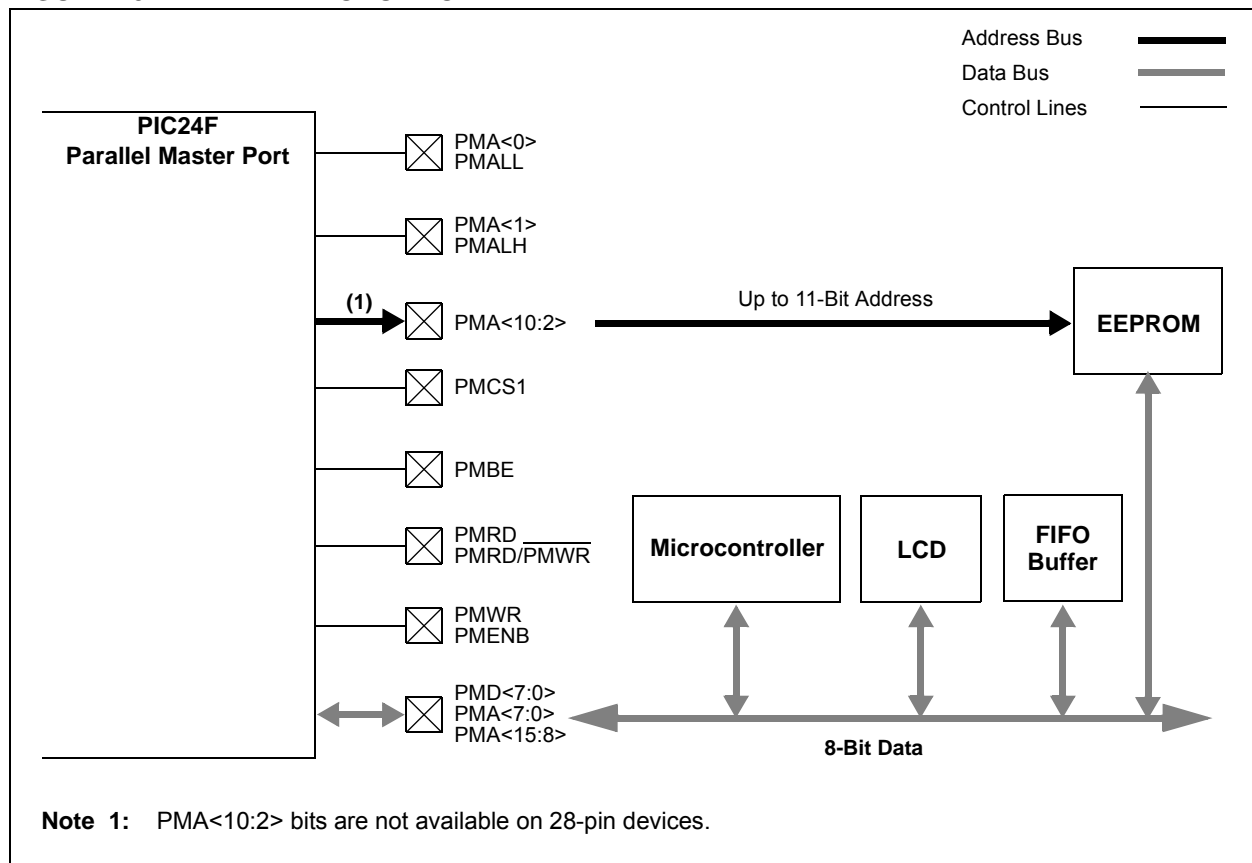 Address Bus
Data Bus
Control Lines
PIC24F
Parallel Master Port
PMA<0>
PMALL
PMA<1>
PMALH
(1)
PMA<10:2>
Up to 11-Bit Address
EEPROM
PMCS1
PMBE
PMRD
PMRD/PMWR
Microcontroller
LCD
FIFO
Buffer
PMWR
PMENB
PMD<7:0>
PMA<7:0>
PMA<15:8>
8-Bit Data
Note 1: PMA<10:2> bits are not available on 28-pin devices.